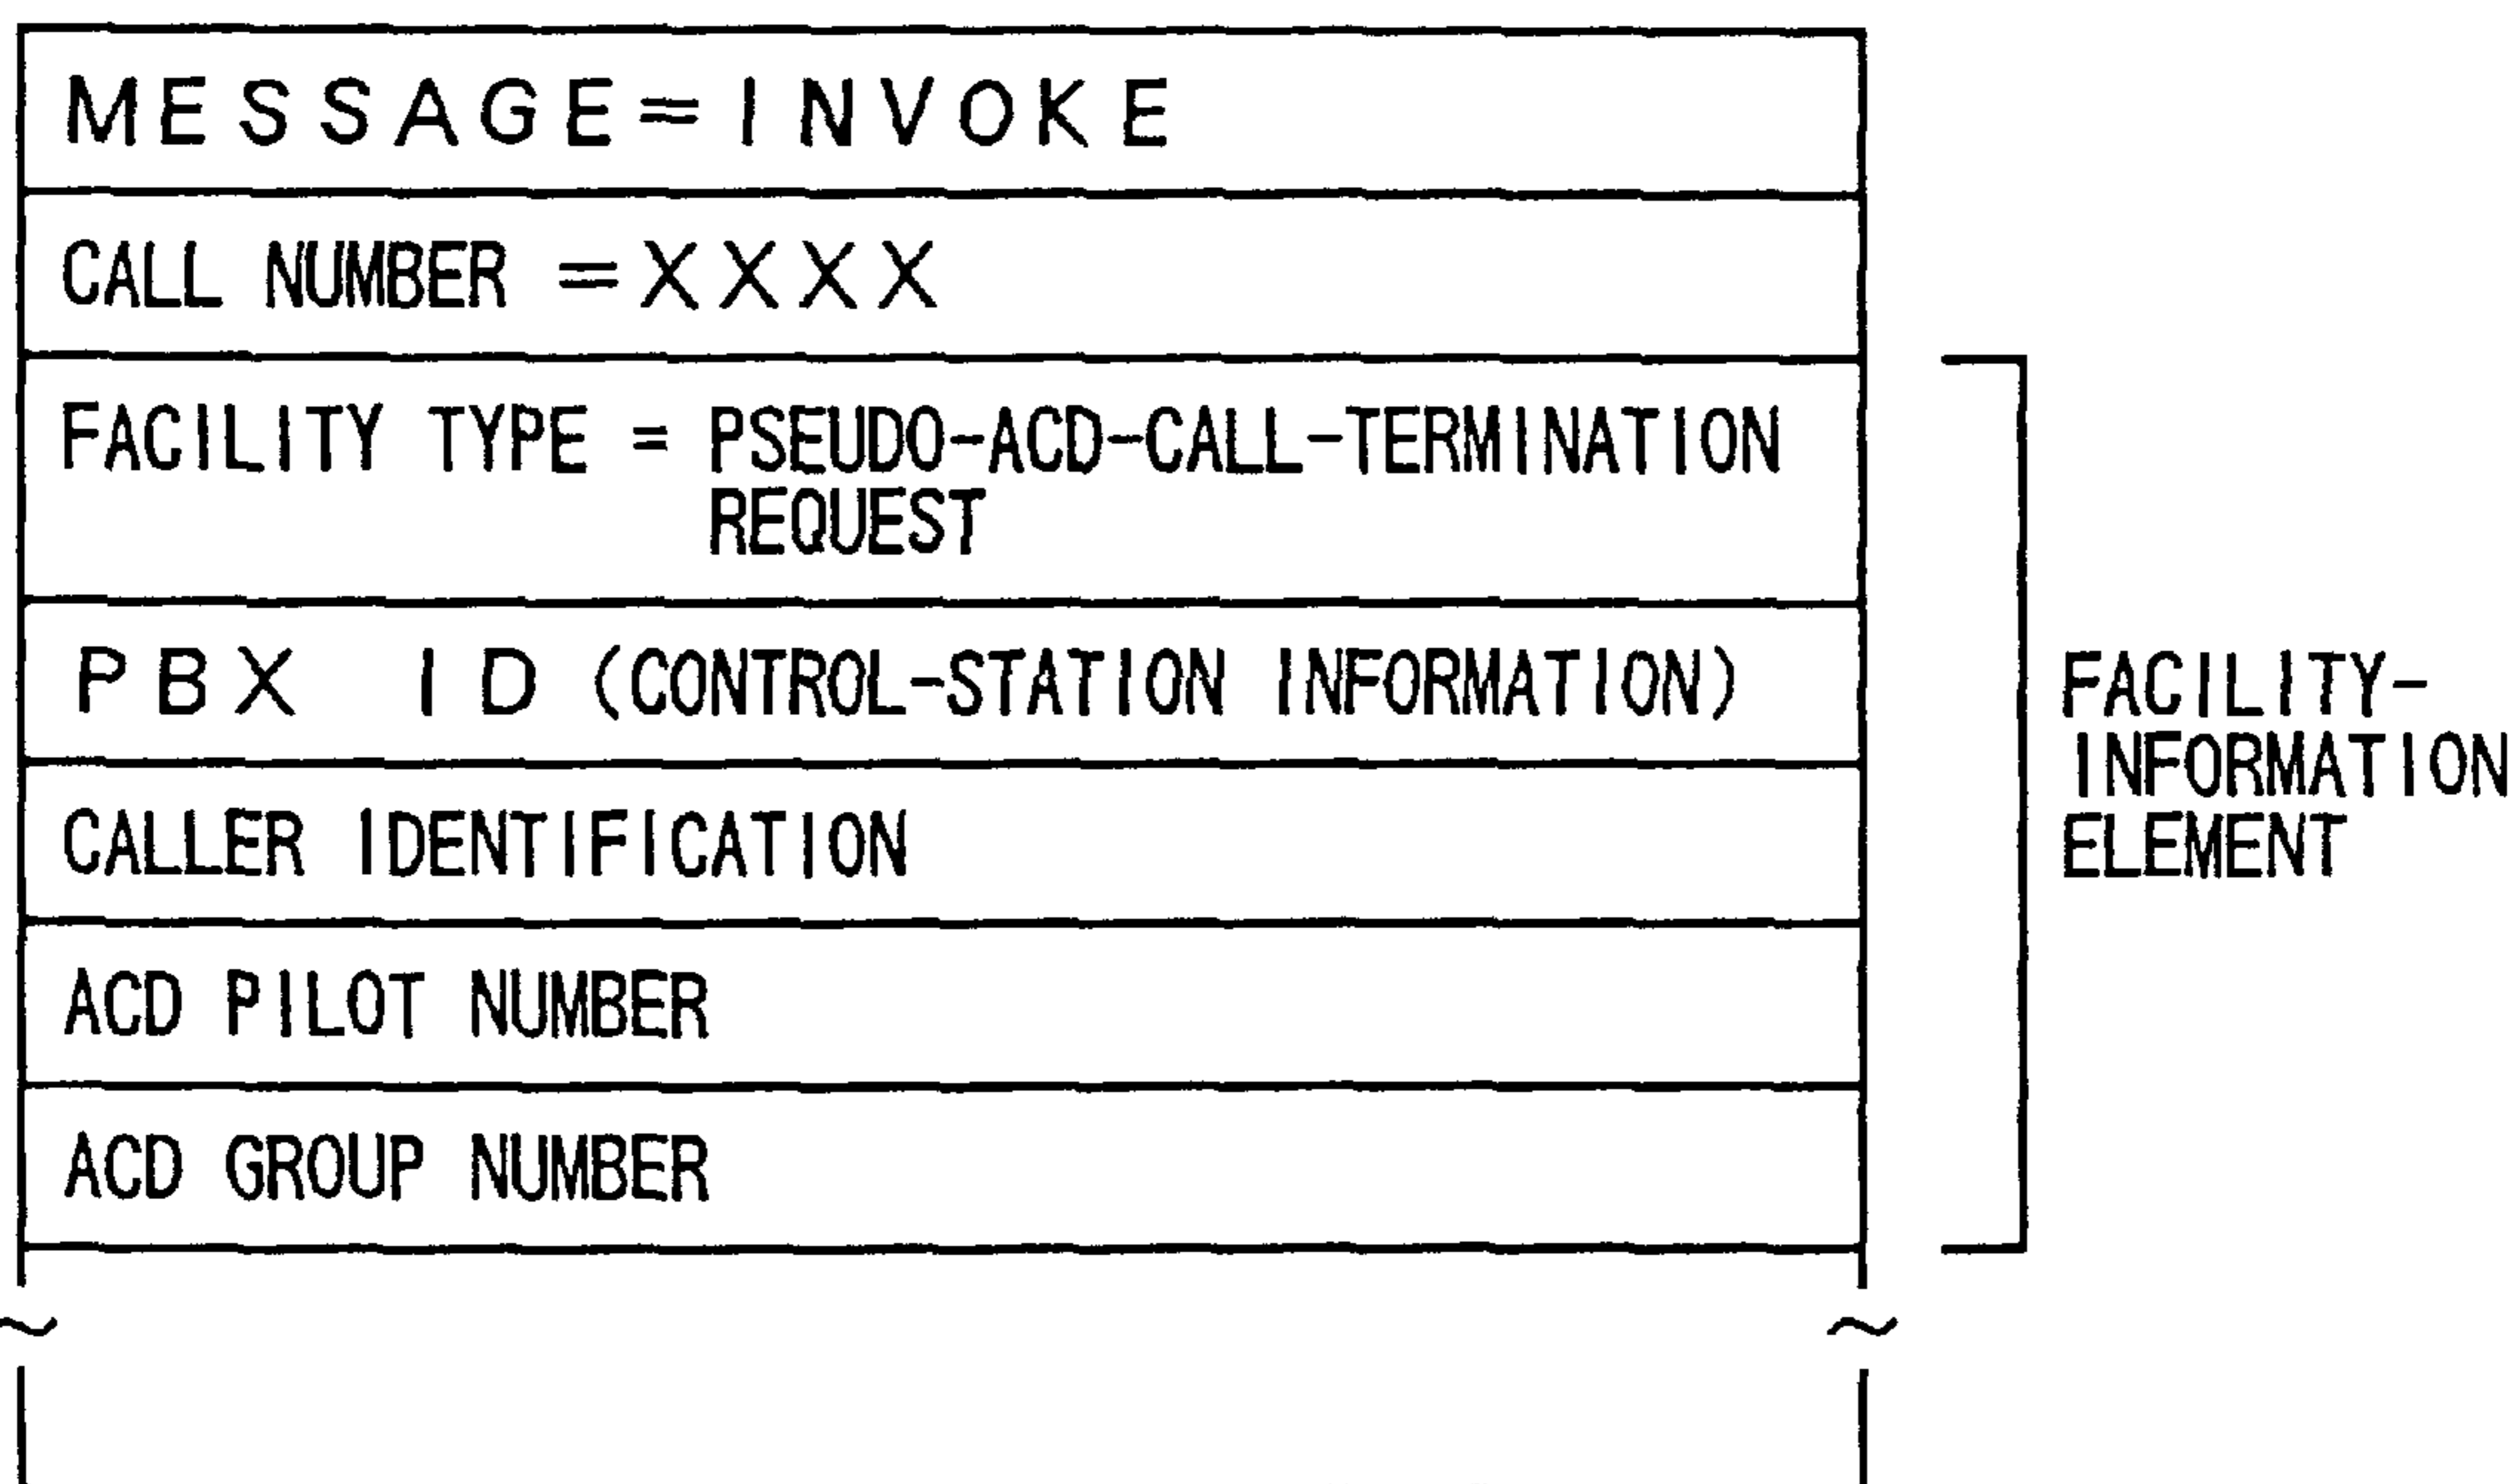 MESSAGE=INVOKE
CALL NUMBER =XXXX
FACILITY TYPE = PSEUDO-ACD-CALL-TERMINATION
REQUEST
PBX ID (CONTROL-STATION INFORMATION)
CALLER IDENTIFICATION
ACD PILOT NUMBER
ACD GROUP NUMBER
FACILITY-
INFORMATION
ELEMENT